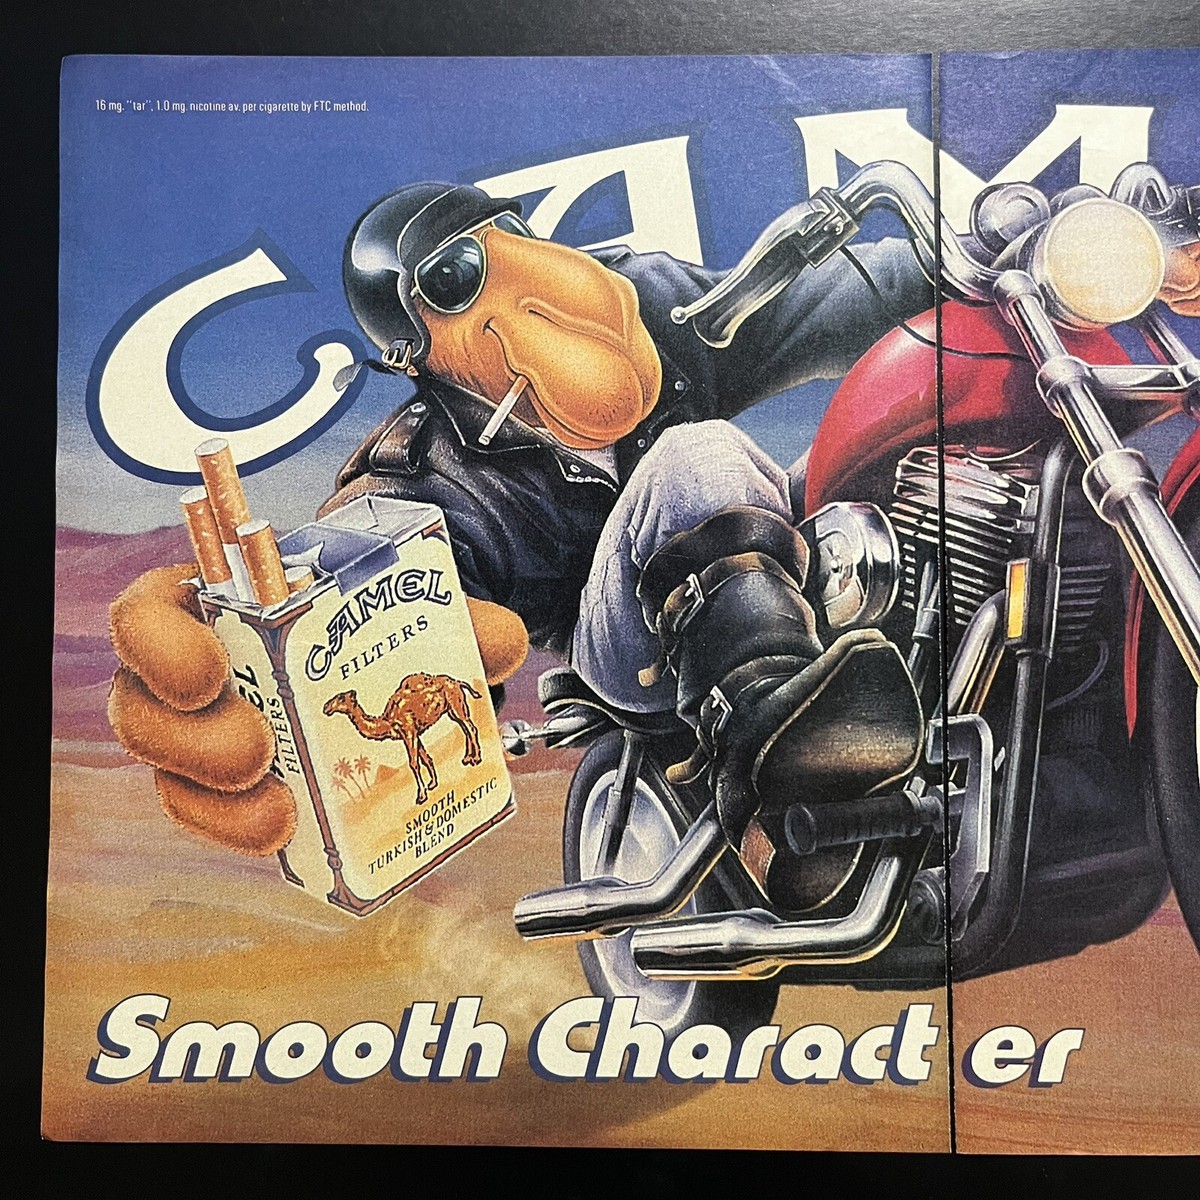 16 mg. "tar", 1.0 mg. nicotine av. per cigarette by FTC method.
CAM
CAMEL
FILTERS
EL
FILTERS
SMOOTH
TURKISH & DOMESTIC
BLEND
Smooth Character